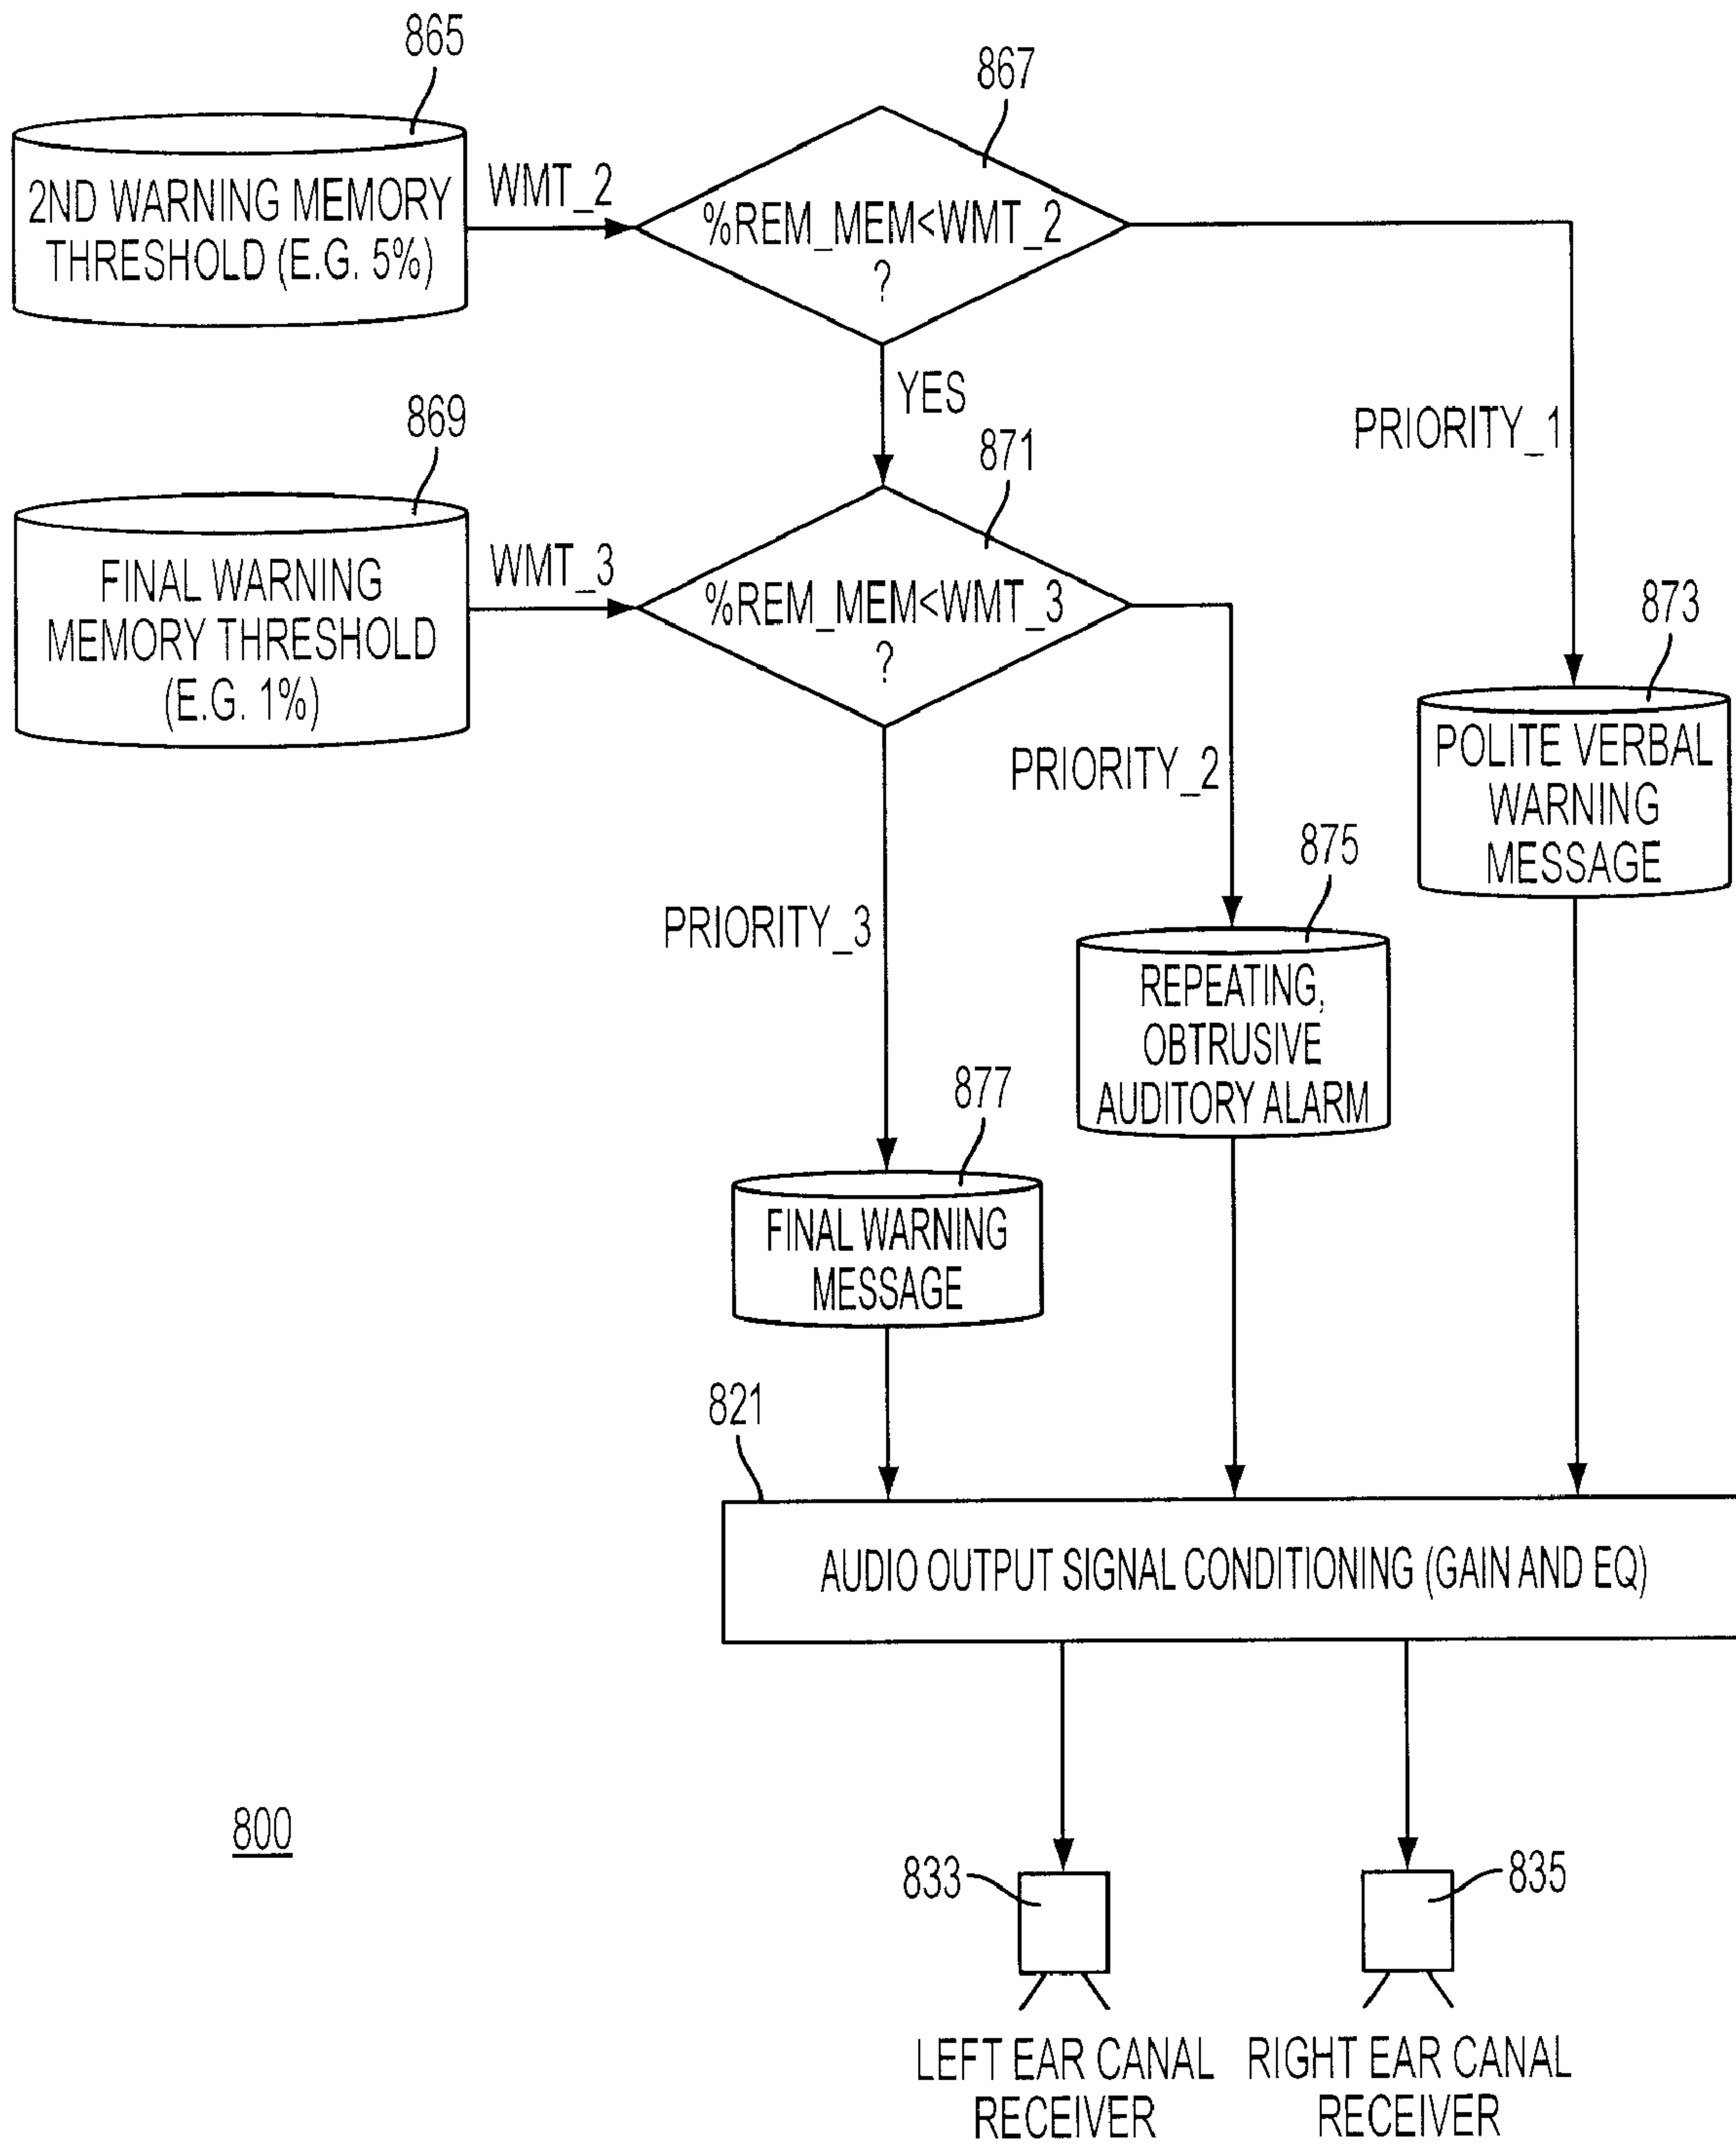 865
867
2ND WARNING MEMORY
THRESHOLD (E.G. 5%)
WMT_2
%REM_MEM<WMT_2
?
YES
PRIORITY_1
869
871
FINAL WARNING
MEMORY THRESHOLD
(E.G. 1%)
WMT_3
%REM_MEM<WMT_3
?
873
POLITE VERBAL
WARNING
MESSAGE
PRIORITY_2
875
PRIORITY_3
REPEATING,
OBTRUSIVE
AUDITORY ALARM
877
FINAL WARNING
MESSAGE
821
AUDIO OUTPUT SIGNAL CONDITIONING (GAIN AND EQ)
800
833
835
LEFT EAR CANAL
RECEIVER
RIGHT EAR CANAL
RECEIVER